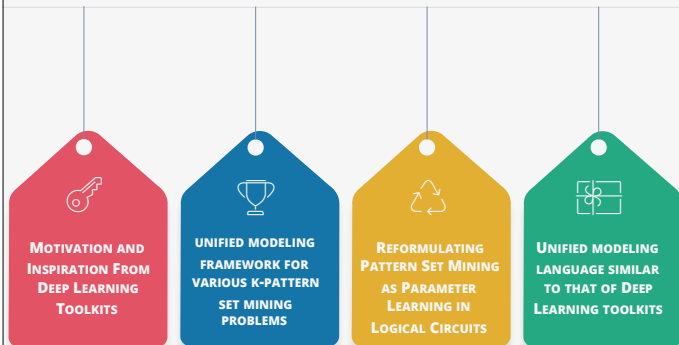 Motivation and
Inspiration From
Deep Learning
Toolkits
unified modeling
framework for
various k-pattern
set mining
problems
Reformulating
Pattern Set Mining
as Parameter
Learning in
Logical Circuits
Unified modeling
language similar
to that of Deep
Learning toolkits